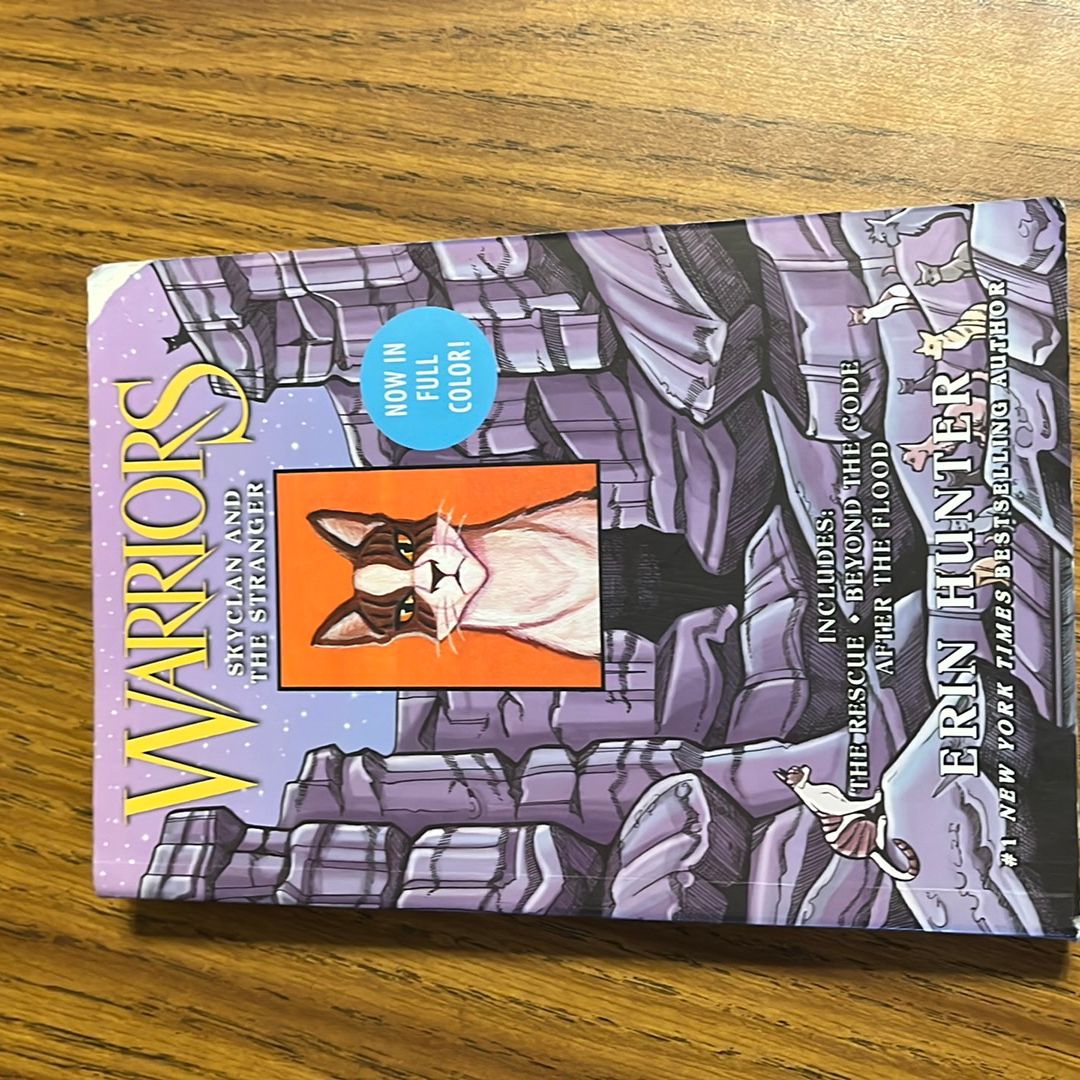 WARRIORS
SKYCLAN AND
THE STRANGER
NOW IN
FULL
COLOR!
INCLUDES:
THE RESCUE • BEYOND THE CODE
AFTER THE FLOOD
ERIN HUNTER
#1 NEW YORK TIMES BESTSELLING AUTHOR